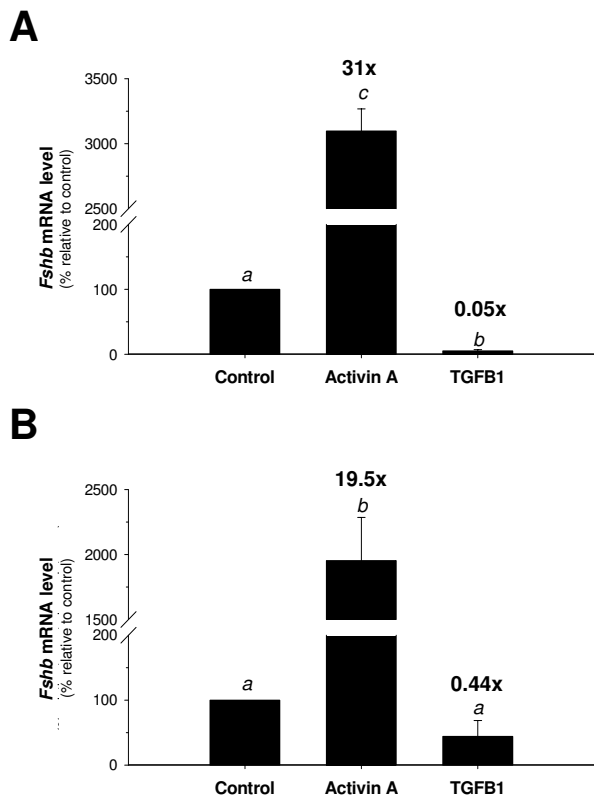 A
31x
c
3500
3000
2500
200
100
0
Fshb mRNA level
(% relative to control)
a
0.05x
b
Control Activin A TGFB1
B
19.5x
b
2500
2000
1500
200
100
0
Fshb mRNA level
(% relative to control)
a
0.44x
a
Control Activin A TGFB1